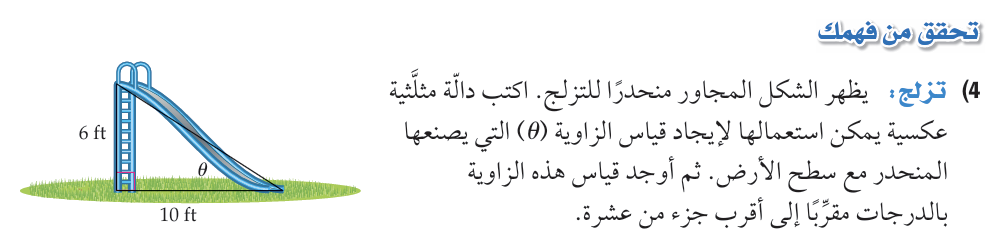 تحقق من فهمك
4) تزلج: يظهر الشكل المجاور منحدرًا للتزلج. اكتب دالّة مثلَّثية
عكسية يمكن استعمالها لإيجاد قياس الزاوية (θ) التي يصنعها
المنحدر مع سطح الأرض. ثم أوجد قياس هذه الزاوية
بالدرجات مقرِّبًا إلى أقرب جزء من عشرة.
6 ft
θ
10 ft